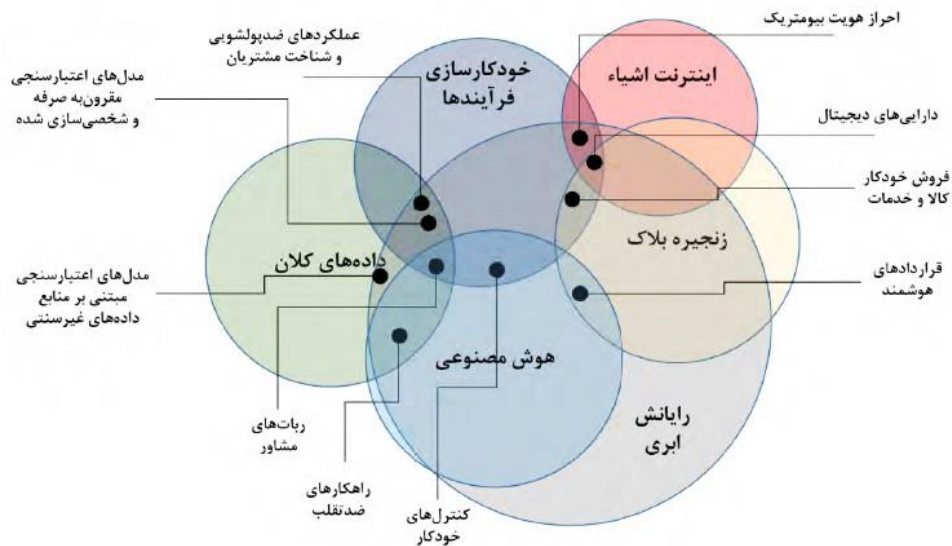 احراز هویت بیومتریک
عملکردهای ضدپولشویی
و شناخت مشتریان
خودکارسازی
فرآیندها
اینترنت اشیاء
مدل‌های اعتبارسنجی
مقرون‌به صرفه
و شخصی‌سازی شده
دارایی‌های دیجیتال
فروش خودکار
کالا و خدمات
زنجیره بلاک
داده‌های کلان
مدل‌های اعتبارسنجی
مبتنی بر منابع
داده‌های غیرسنتی
قراردادهای
هوشمند
هوش مصنوعی
رایانش
ابری
ربات‌های
مشاور
راهکارهای
ضدتقلب
کنترل‌های
خودکار